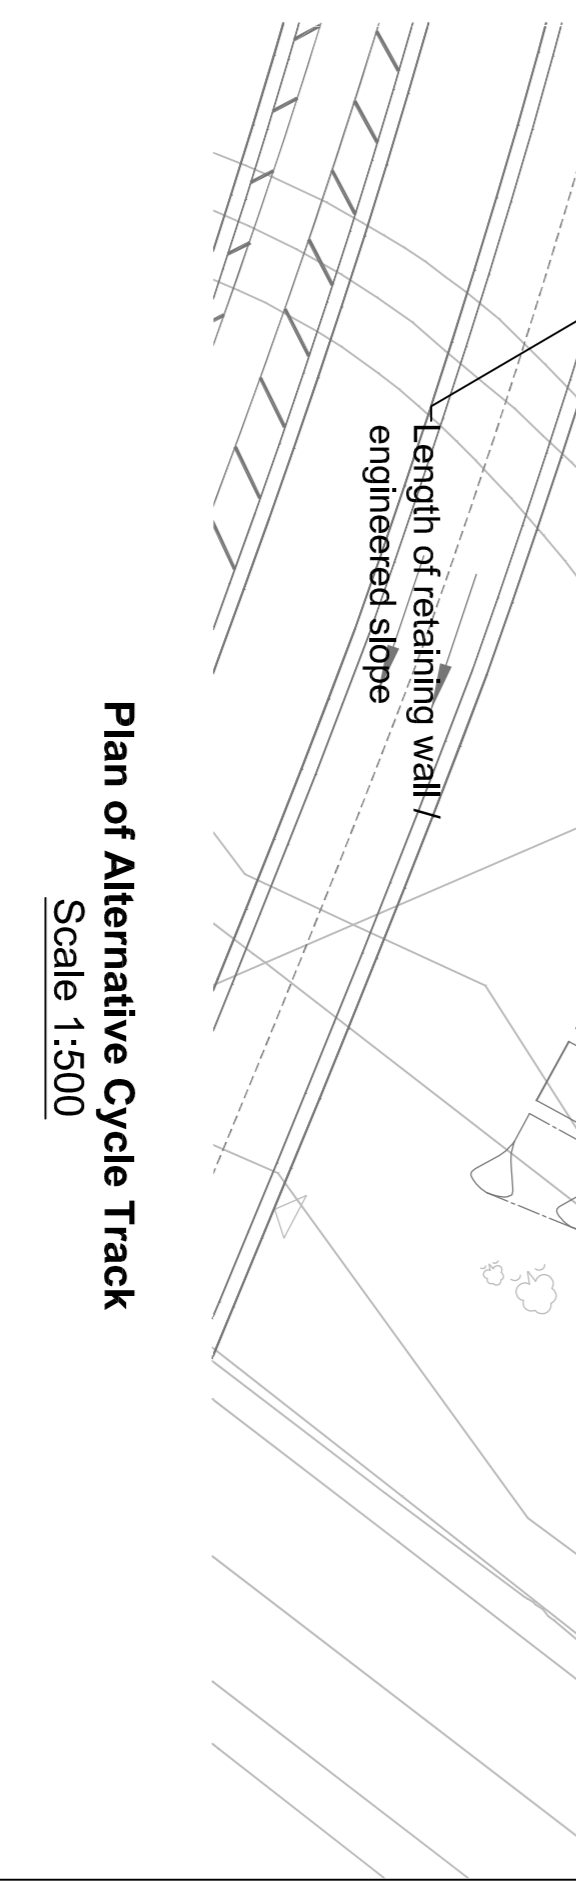 Length of retaining wall /
engineered slope
Plan of Alternative Cycle Track
Scale 1:500